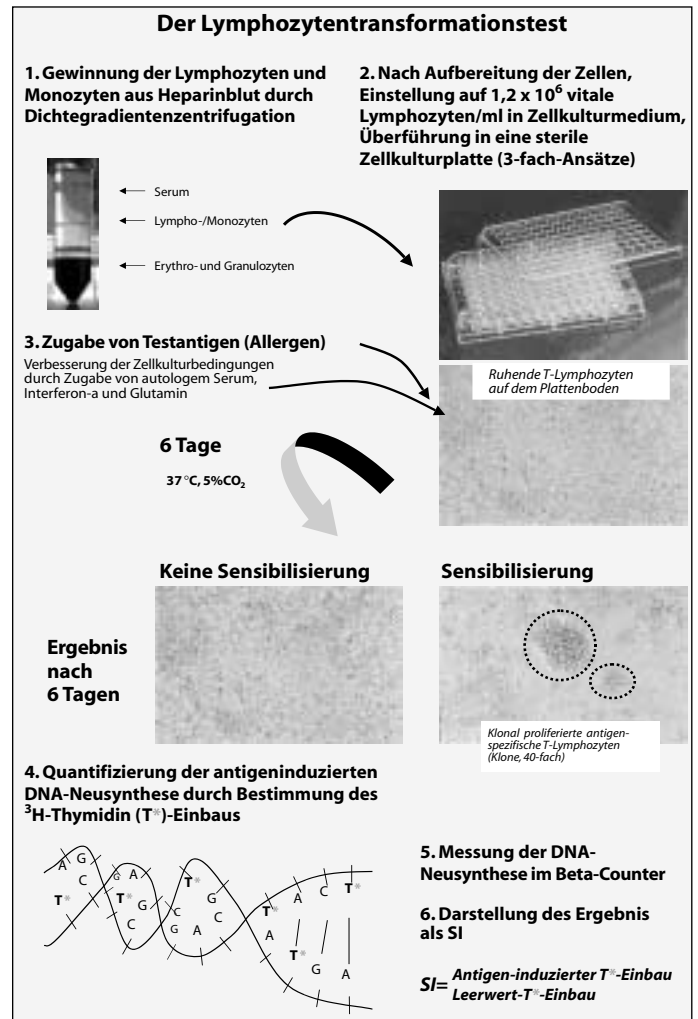 Der Lymphozytentransformationstest
1. Gewinnung der Lymphozyten und
Monozyten aus Heparinblut durch
Dichtegradientenzentrifugation
2. Nach Aufbereitung der Zellen,
Einstellung auf 1,2 x 10⁶ vitale
Lymphozyten/ml in Zellkulturmedium,
Überführung in eine sterile
Zellkulturplatte (3-fach-Ansätze)
Serum
Lympho-/Monozyten
Erythro- und Granulozyten
3. Zugabe von Testantigen (Allergen)
Verbesserung der Zellkulturbedingungen
durch Zugabe von autologem Serum,
Interferon-a und Glutamin
Ruhende T-Lymphozyten
auf dem Plattenboden
6 Tage
37 °C, 5%CO₂
Keine Sensibilisierung
Sensibilisierung
Ergebnis
nach
6 Tagen
Klonal proliferierte antigen-
spezifische T-Lymphozyten
(Klone, 40-fach)
4. Quantifizierung der antigeninduzierten
DNA-Neusynthese durch Bestimmung des
³H-Thymidin (T*)-Einbaus
A G C T* G A T* G C T* G C G A C T* A C T* A T* G A
5. Messung der DNA-
Neusynthese im Beta-Counter
6. Darstellung des Ergebnis
als SI
SI= Antigen-induzierter T*-Einbau
Leerwert-T*-Einbau